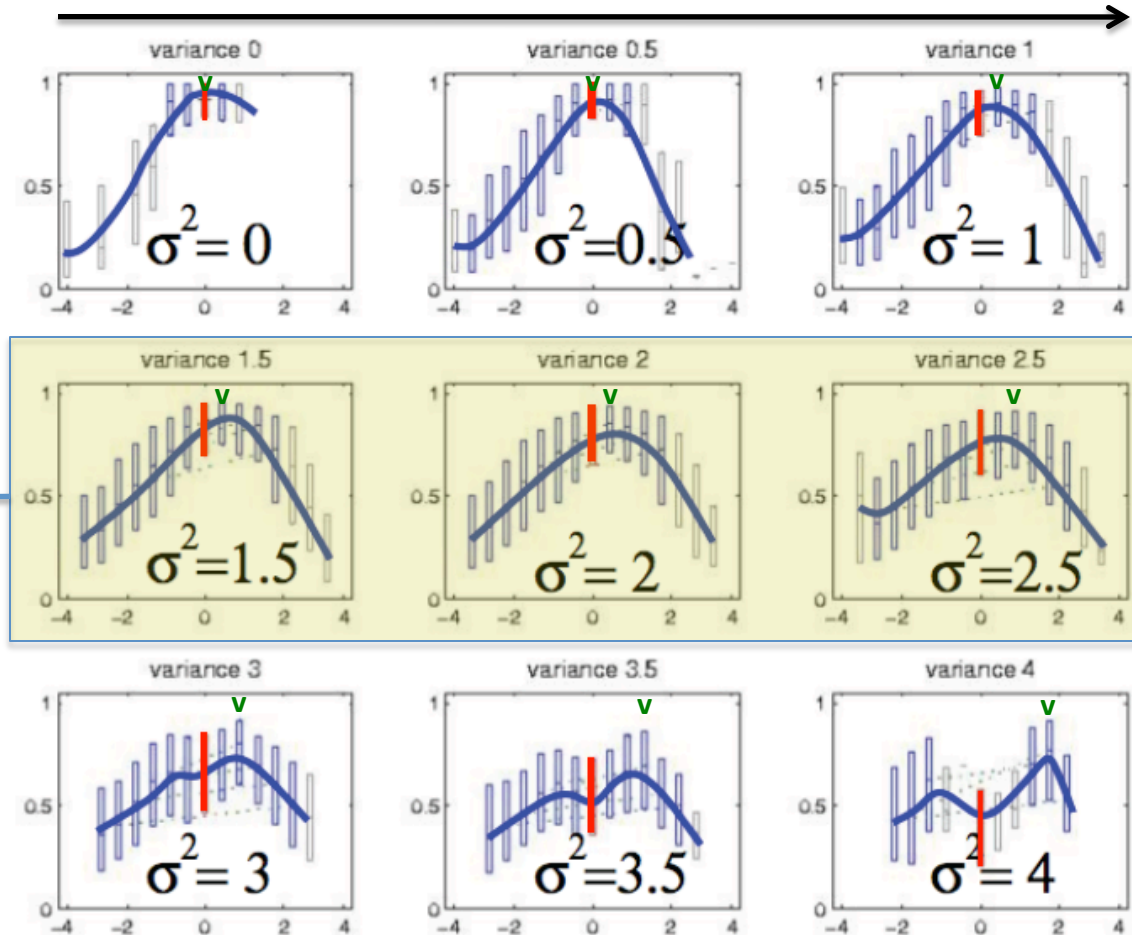 variance 0
v
1
0.5
0
σ²= 0
-4 -2 0 2 4
variance 0.5
v
1
0.5
0
σ²=0.5
-4 -2 0 2 4
variance 1
v
1
0.5
0
σ²= 1
-4 -2 0 2 4
variance 1.5
v
1
0.5
0
σ²=1.5
-4 -2 0 2 4
variance 2
v
1
0.5
0
σ²= 2
-4 -2 0 2 4
variance 2.5
v
1
0.5
0
σ²=2.5
-4 -2 0 2 4
variance 3
v
1
0.5
0
σ²= 3
-4 -2 0 2 4
variance 3.5
v
1
0.5
0
σ²=3.5
-4 -2 0 2 4
variance 4
v
1
0.5
0
σ²= 4
-4 -2 0 2 4